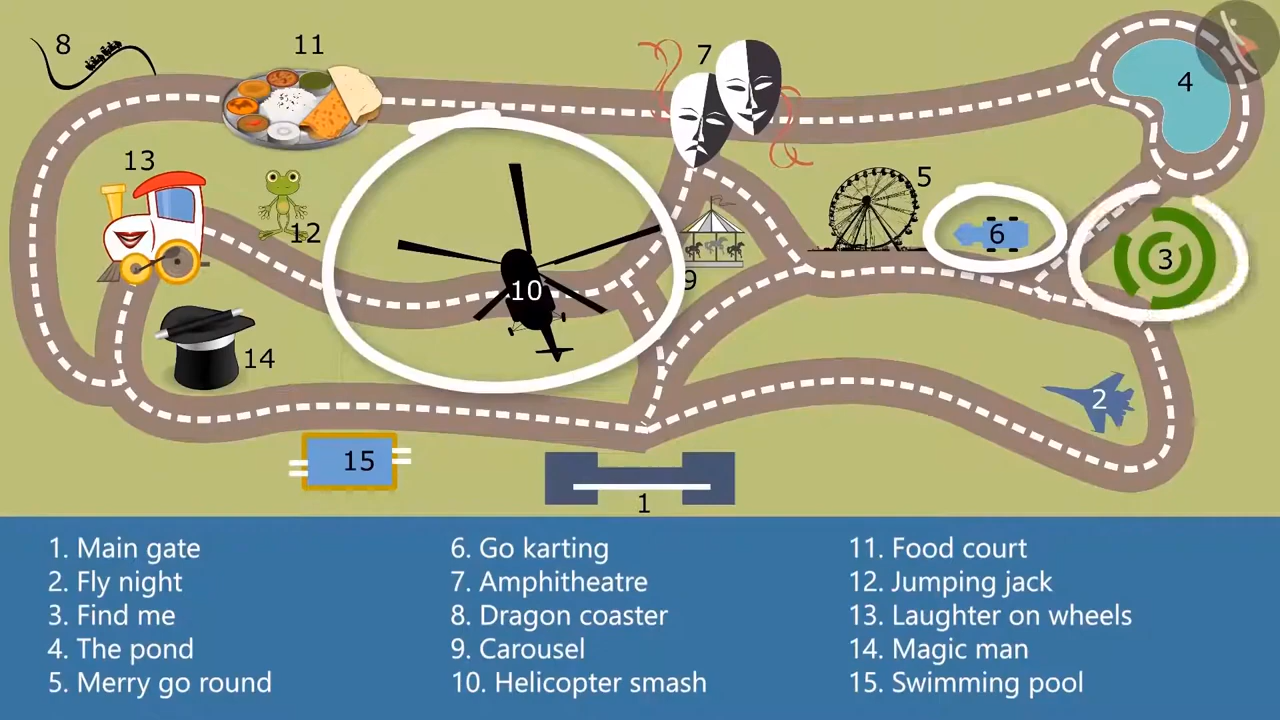 8
11
7
4
13
5
12
6
3
10
9
14
2
15
1
1. Main gate
2. Fly night
3. Find me
4. The pond
5. Merry go round
6. Go karting
7. Amphitheatre
8. Dragon coaster
9. Carousel
10. Helicopter smash
11. Food court
12. Jumping jack
13. Laughter on wheels
14. Magic man
15. Swimming pool